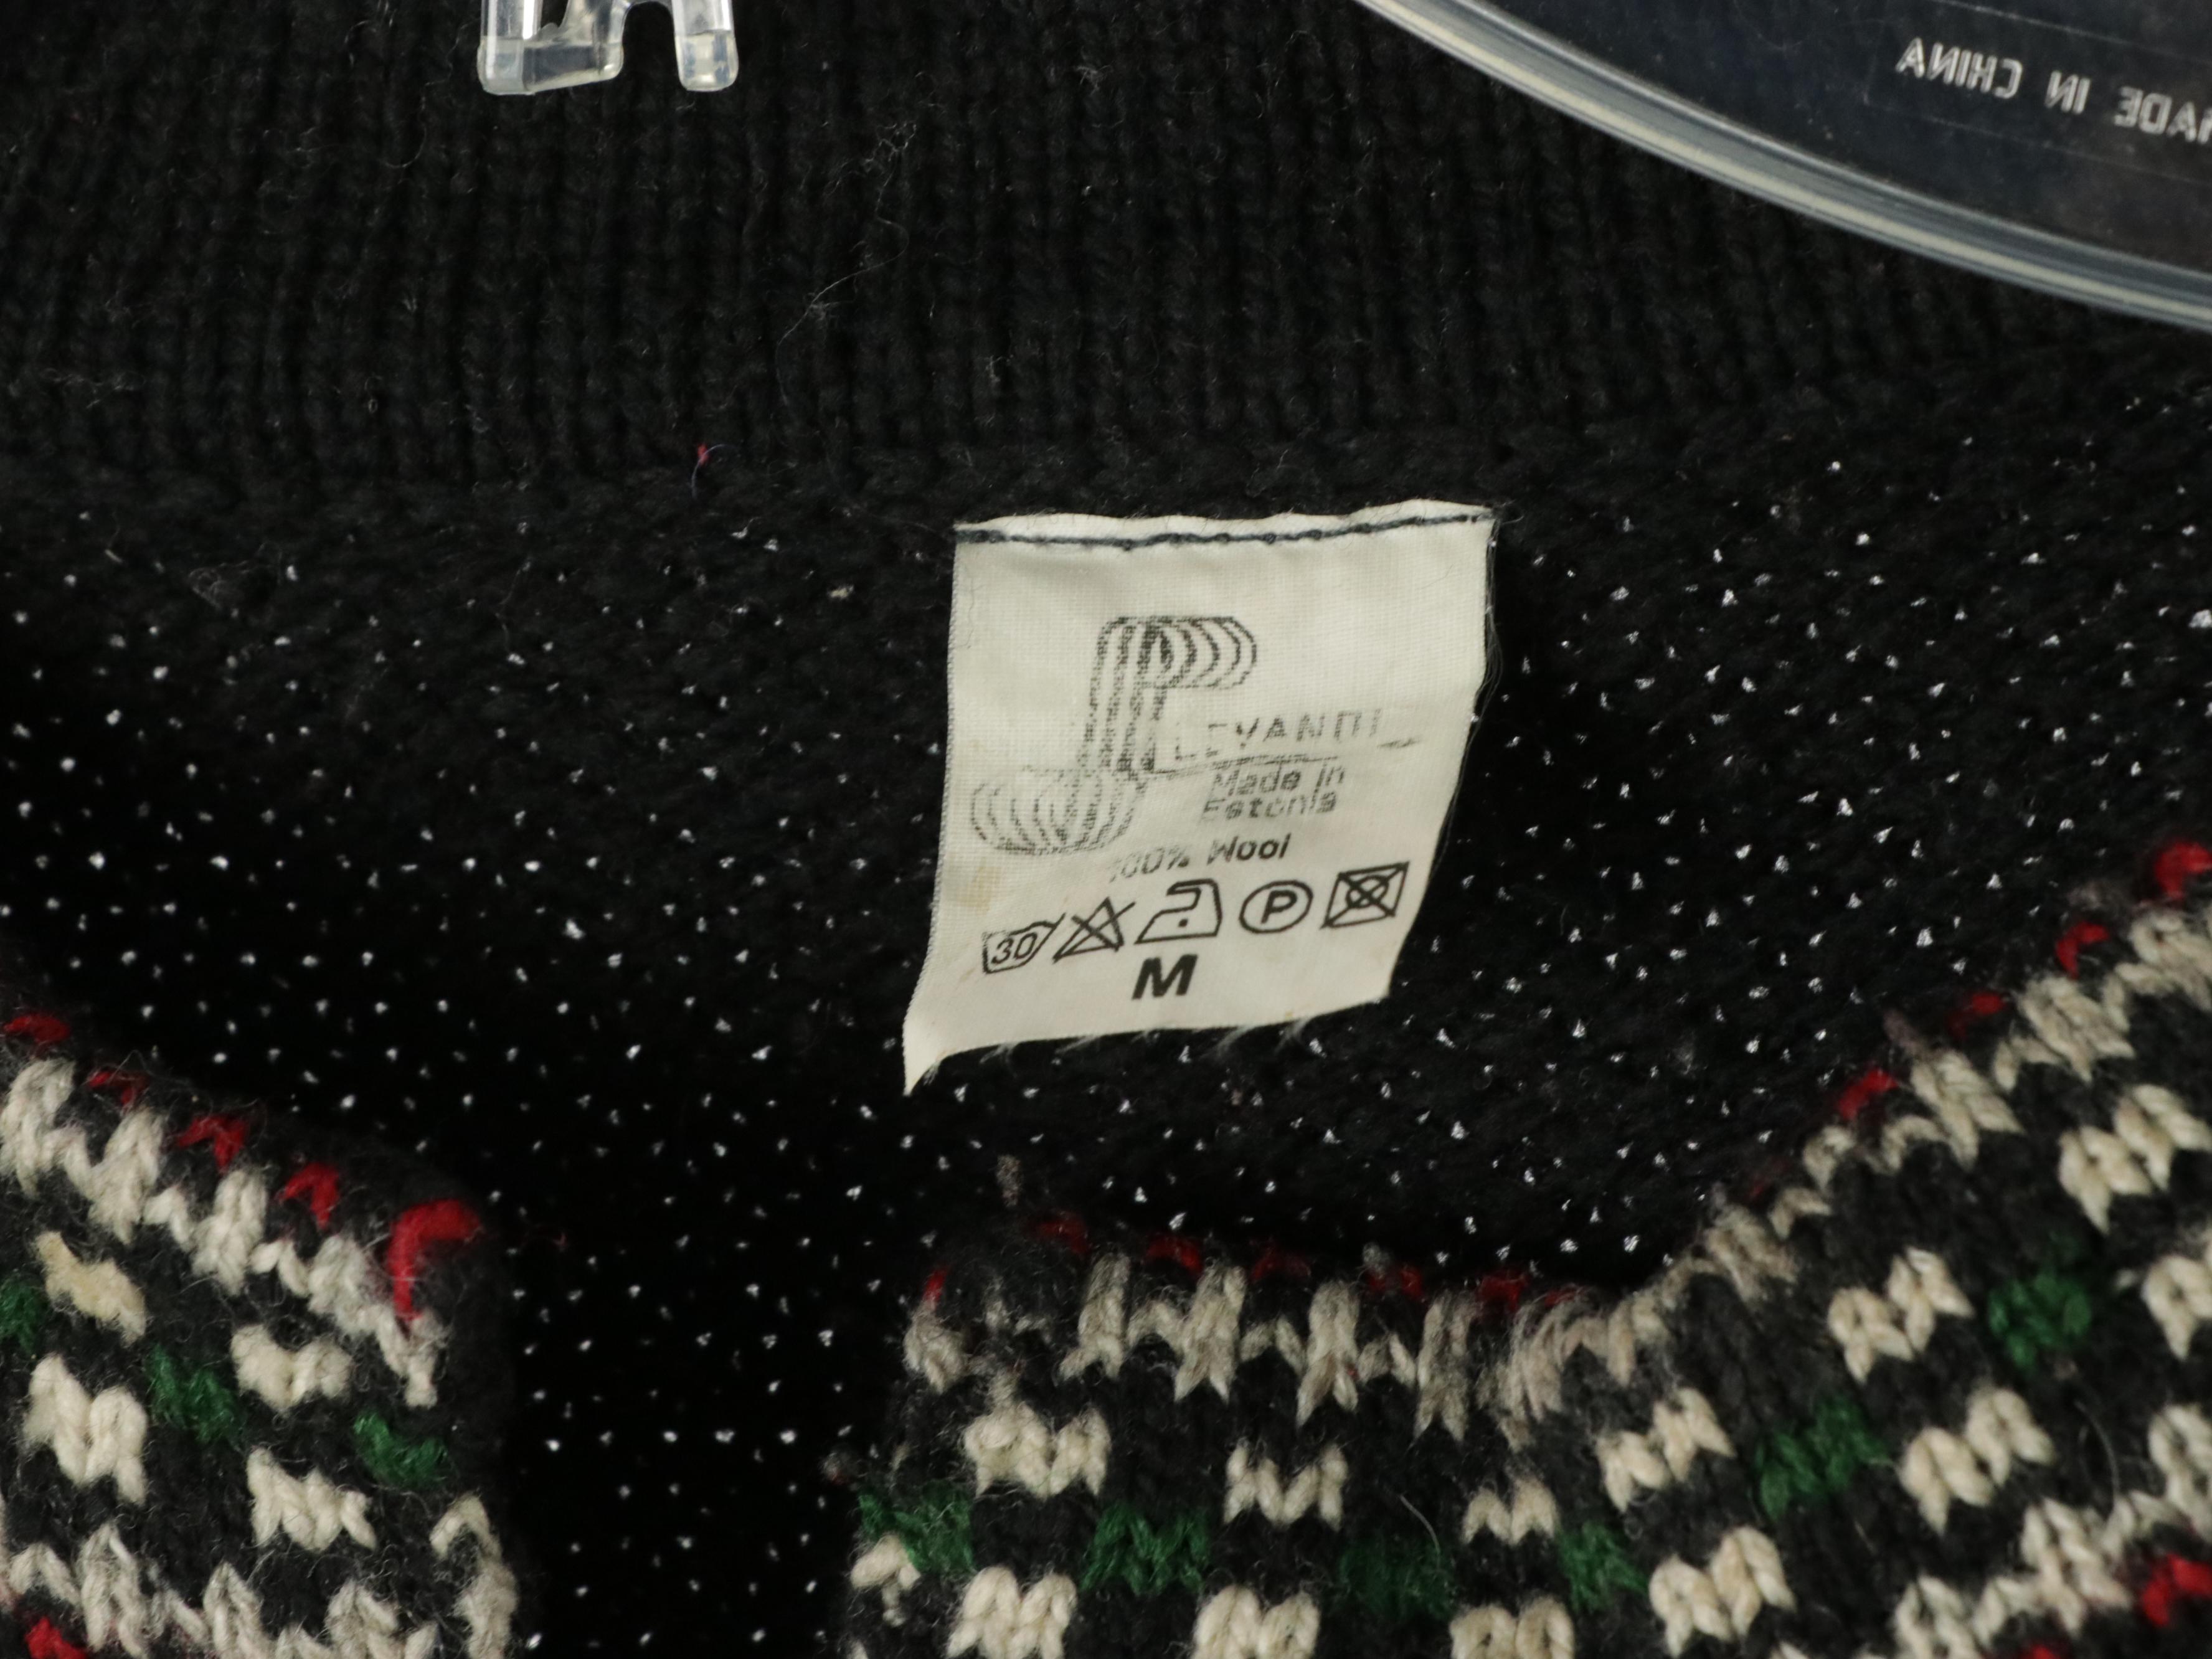 MADE IN CHINA
LEVANDI
Made in
Estonia
100% Wool
30 P
M